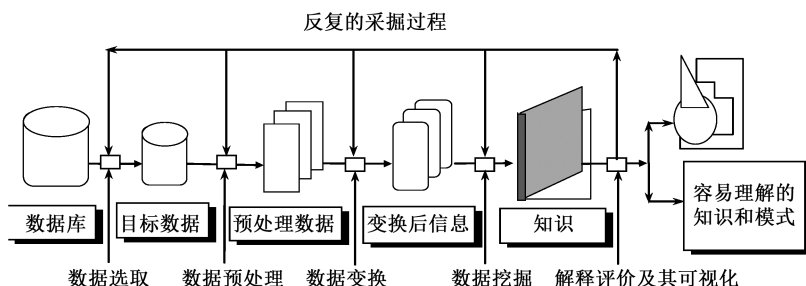 反复的采掘过程
数据库
目标数据
预处理数据
变换后信息
知识
容易理解的
知识和模式
数据选取
数据预处理
数据变换
数据挖掘
解释评价及其可视化